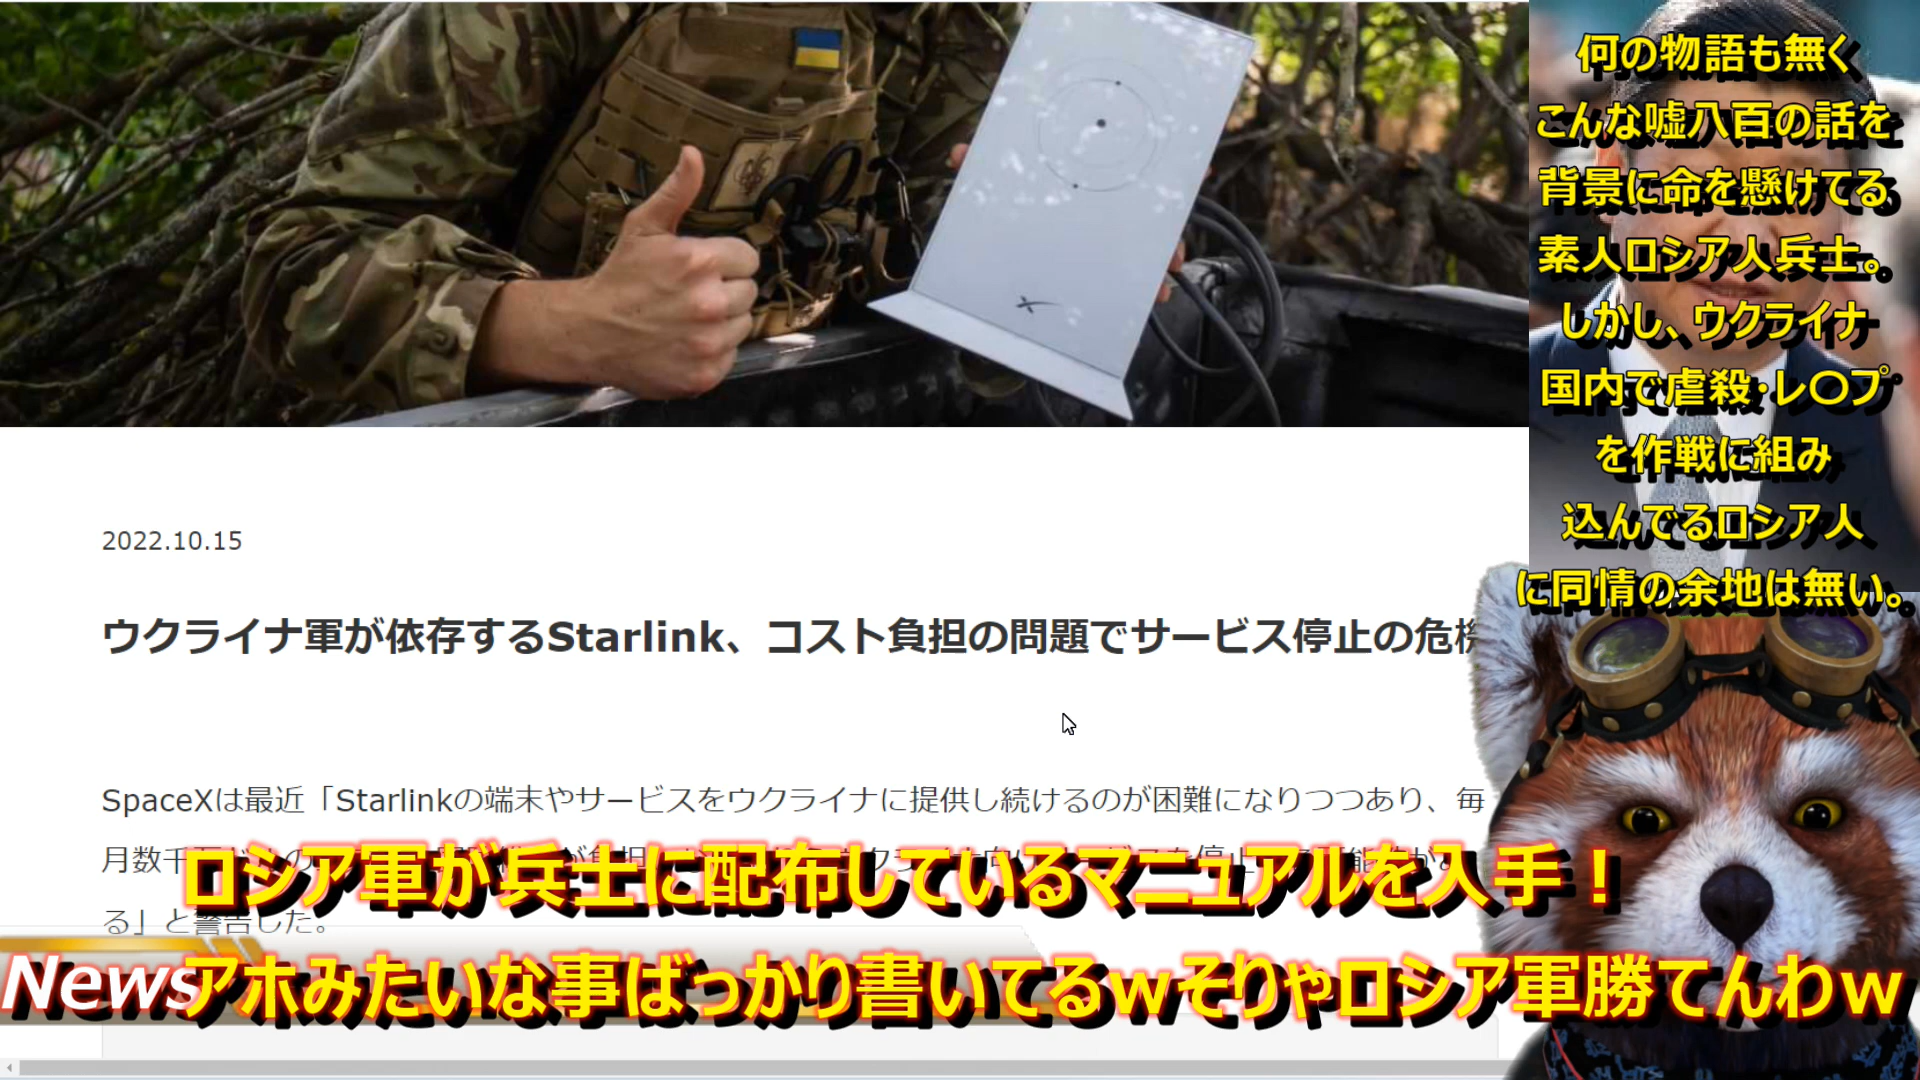 何の物語も無く
こんな嘘八百の話を
背景に命を懸けてる
素人ロシア人兵士。
しかし、ウクライナ
国内で虐殺・レ〇プ
を作戦に組み
込んでるロシア人
に同情の余地は無い。
2022.10.15
ウクライナ軍が依存するStarlink、コスト負担の問題でサービス停止の危機
SpaceXは最近「Starlinkの端末やサービスをウクライナに提供し続けるのが困難になりつつあり、毎
月数千
る」と警告した。
ロシア軍が兵士に配布しているマニュアルを入手！
News
アホみたいな事ばっかり書いてるwそりゃロシア軍勝てんわw